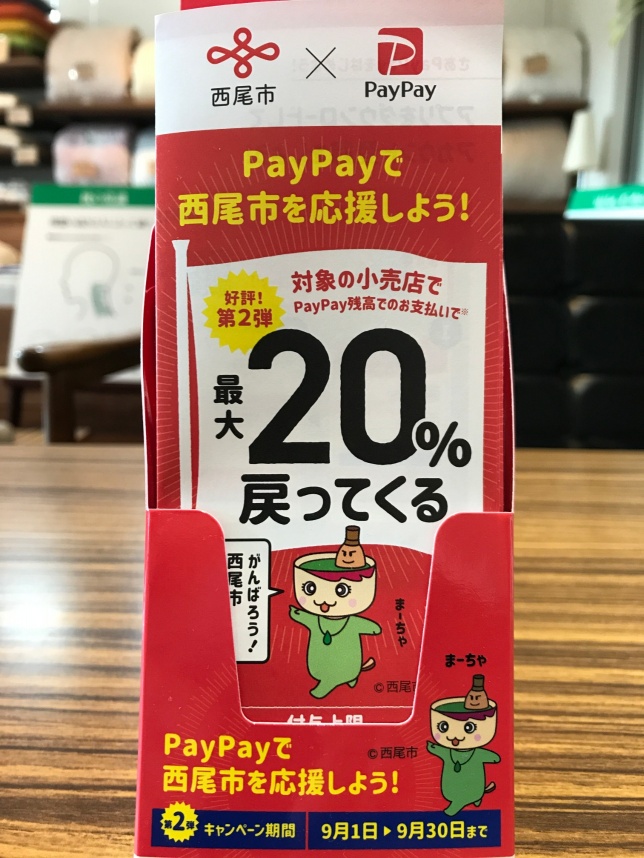 西尾市 × PayPay
PayPayで
西尾市を応援しよう!
好評!
第2弾
対象の小売店で
PayPay残高でのお支払いで※
最大
20%
戻ってくる
がんばろう!
西尾市
まーちゃ
©西尾
付与上限
まーちゃ
©西尾市
PayPayで
西尾市を応援しよう!
第2弾
キャンペーン期間
9月1日▶9月30日まで